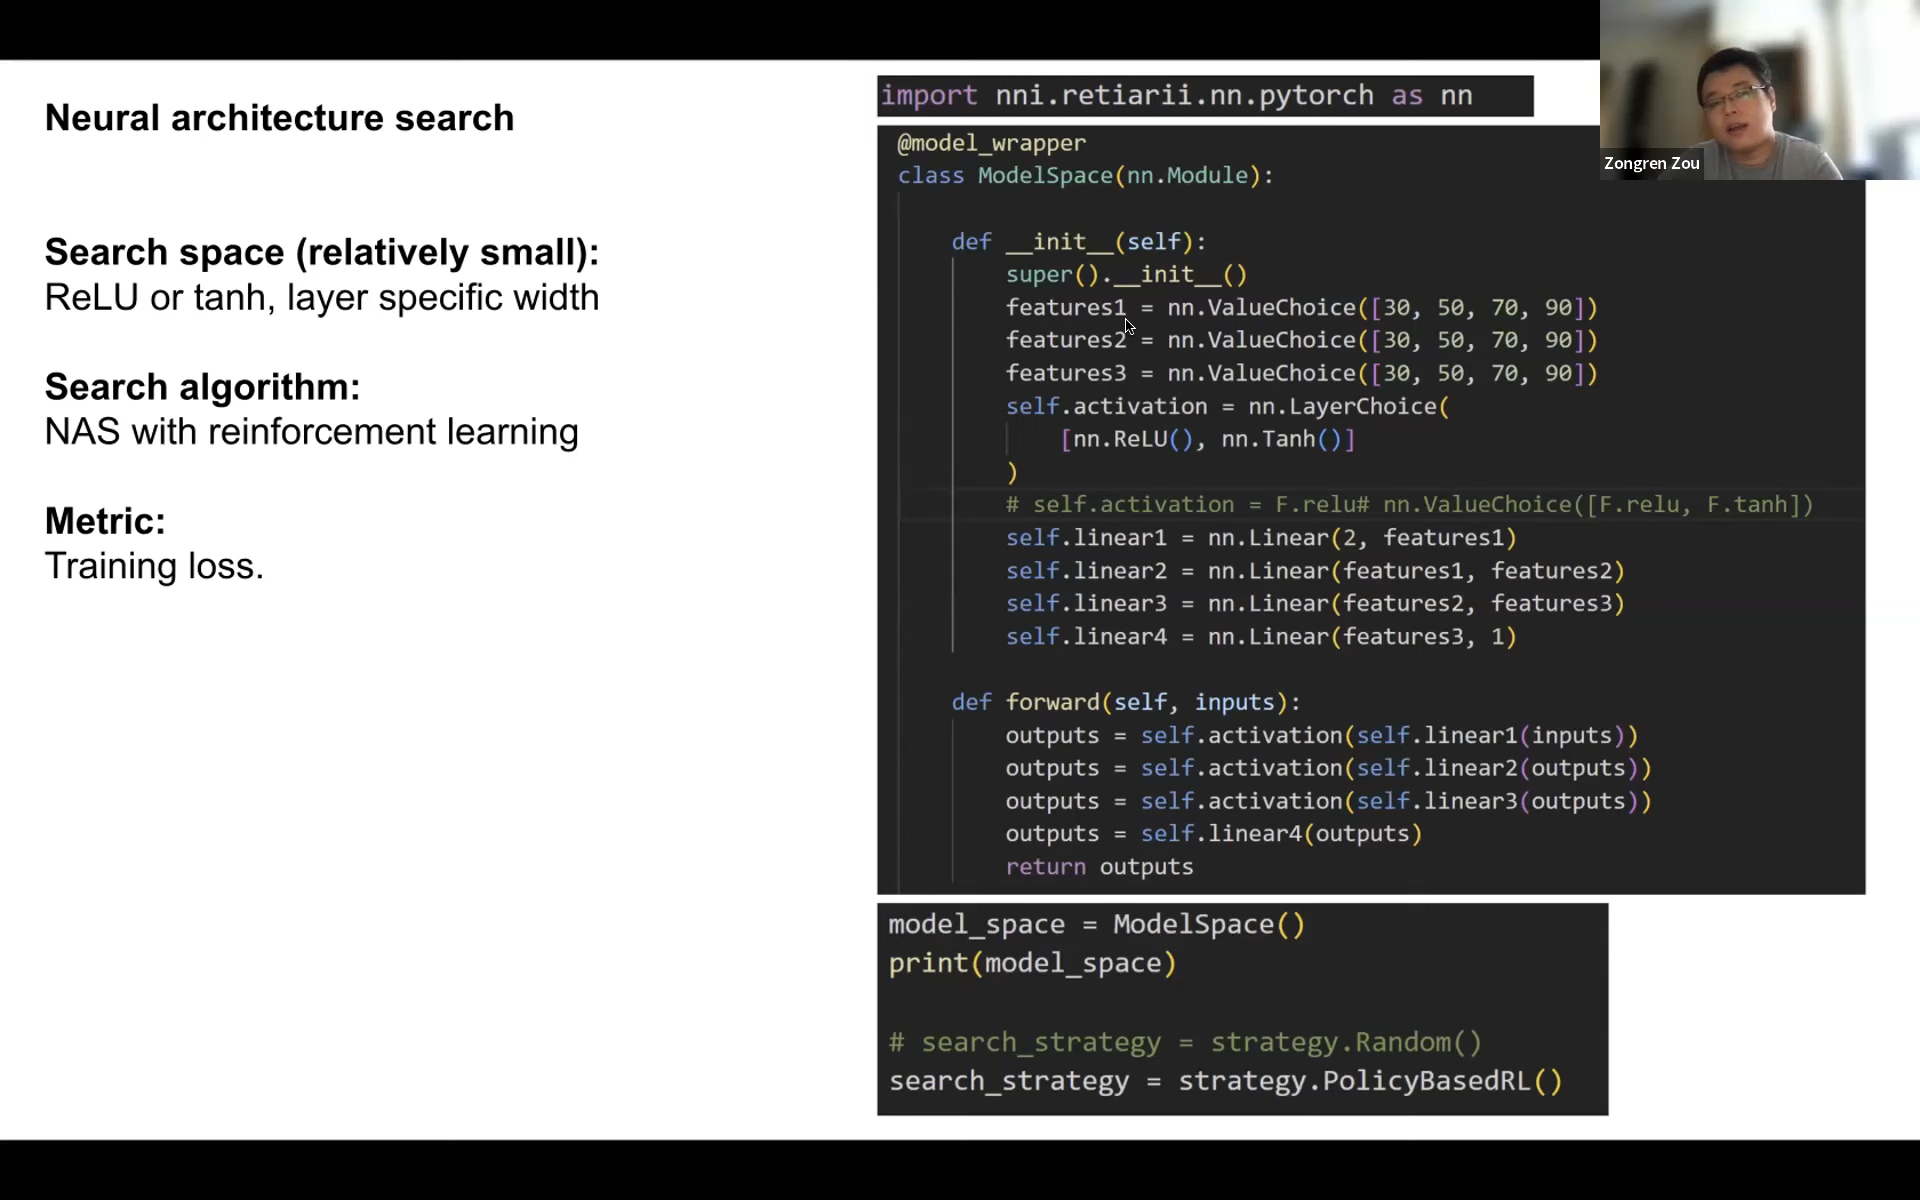 Neural architecture search
Search space (relatively small):
ReLU or tanh, layer specific width
Search algorithm:
NAS with reinforcement learning
Metric:
Training loss.
import nni.retiarii.nn.pytorch as nn
@model_wrapper
class ModelSpace(nn.Module):
def __init__(self):
super().__init__()
features1 = nn.ValueChoice([30, 50, 70, 90])
features2 = nn.ValueChoice([30, 50, 70, 90])
features3 = nn.ValueChoice([30, 50, 70, 90])
self.activation = nn.LayerChoice(
[nn.ReLU(), nn.Tanh()]
)
# self.activation = F.relu# nn.ValueChoice([F.relu, F.tanh])
self.linear1 = nn.Linear(2, features1)
self.linear2 = nn.Linear(features1, features2)
self.linear3 = nn.Linear(features2, features3)
self.linear4 = nn.Linear(features3, 1)
def forward(self, inputs):
outputs = self.activation(self.linear1(inputs))
outputs = self.activation(self.linear2(outputs))
outputs = self.activation(self.linear3(outputs))
outputs = self.linear4(outputs)
return outputs
model_space = ModelSpace()
print(model_space)
# search_strategy = strategy.Random()
search_strategy = strategy.PolicyBasedRL()
Zongren Zou